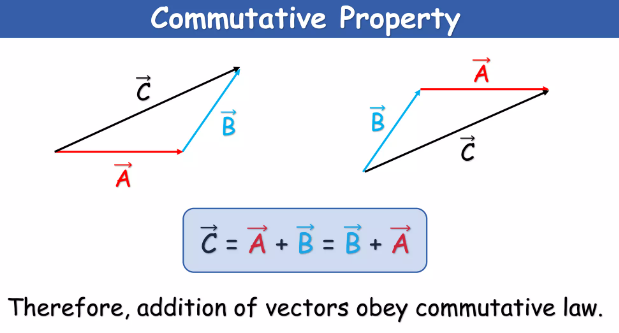 Commutative Property
C⃗
B⃗
A⃗
A⃗
B⃗
C⃗
C⃗ = A⃗ + B⃗ = B⃗ + A⃗
Therefore, addition of vectors obey commutative law.